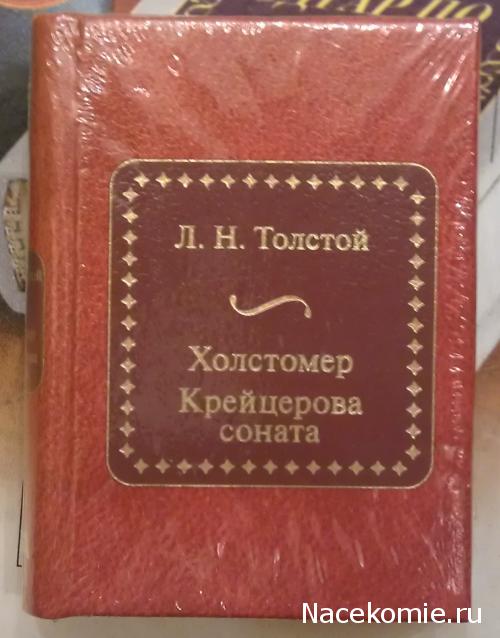 Л. Н. Толстой
Холстомер
Крейцерова
соната
Nacekomie.ru